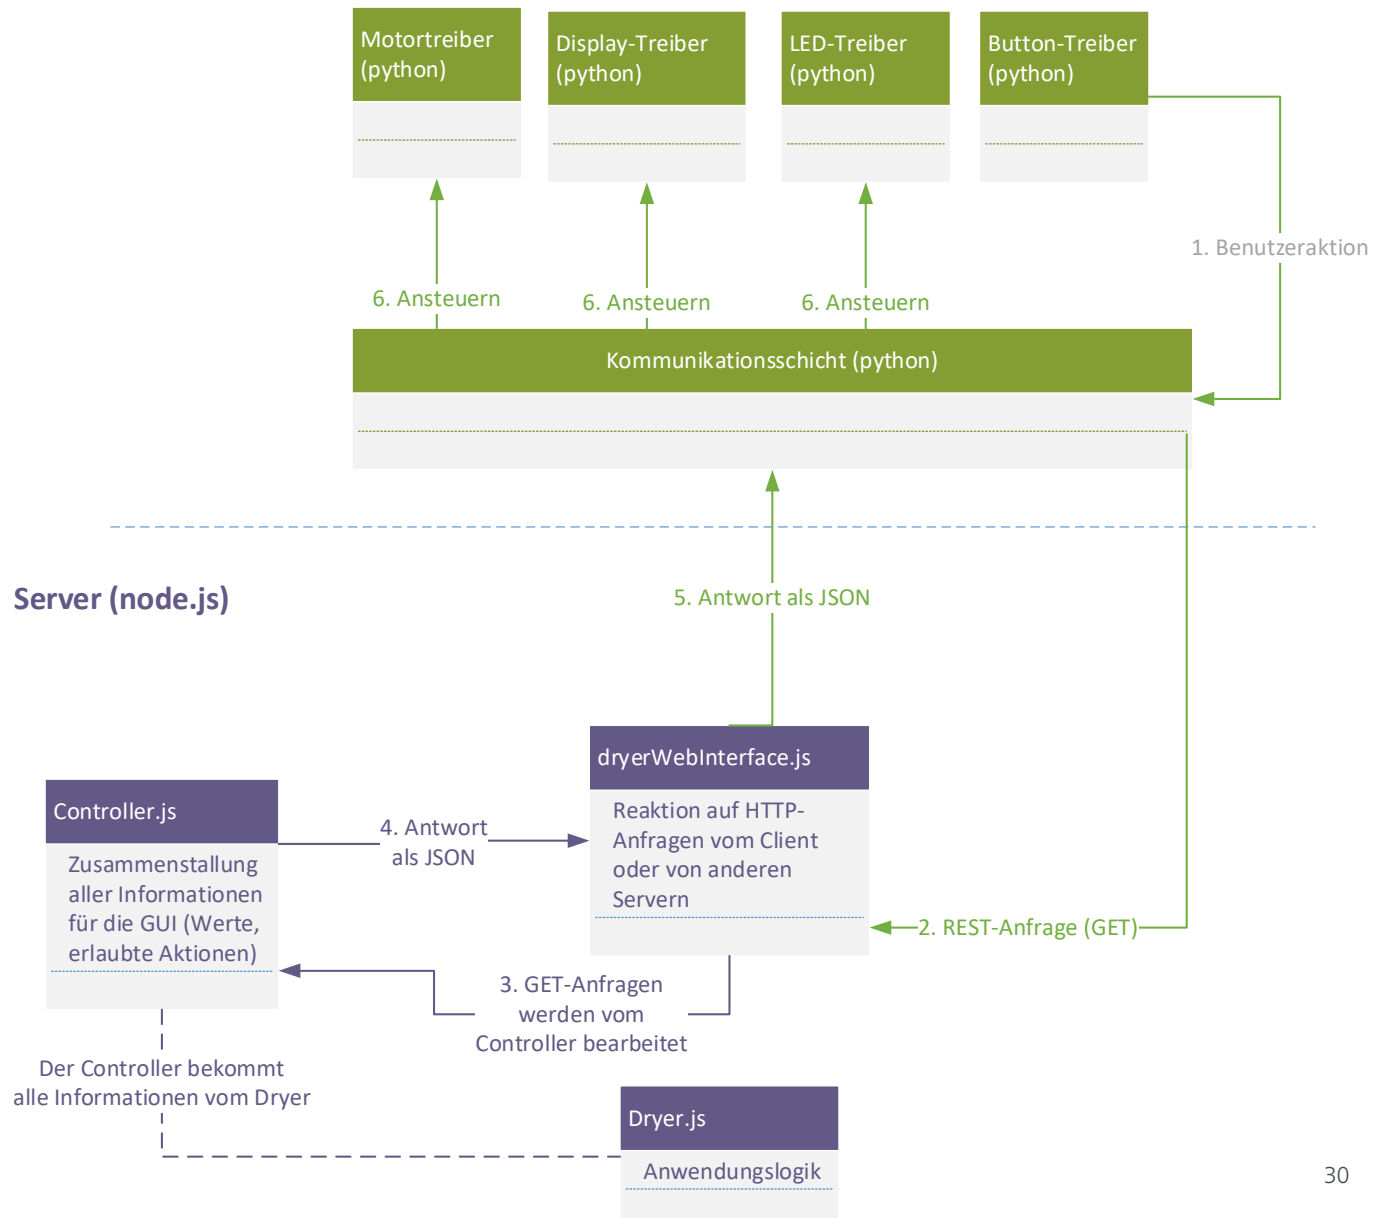 Motortreiber
(python)
Display-Treiber
(python)
LED-Treiber
(python)
Button-Treiber
(python)
1. Benutzeraktion
6. Ansteuern
6. Ansteuern
6. Ansteuern
Kommunikationsschicht (python)
Server (node.js)
5. Antwort als JSON
dryerWebInterface.js
Reaktion auf HTTP-
Anfragen vom Client
oder von anderen
Servern
Controller.js
Zusammenstallung
aller Informationen
für die GUI (Werte,
erlaubte Aktionen)
4. Antwort
als JSON
2. REST-Anfrage (GET)
3. GET-Anfragen
werden vom
Controller bearbeitet
Der Controller bekommt
alle Informationen vom Dryer
Dryer.js
Anwendungslogik
30